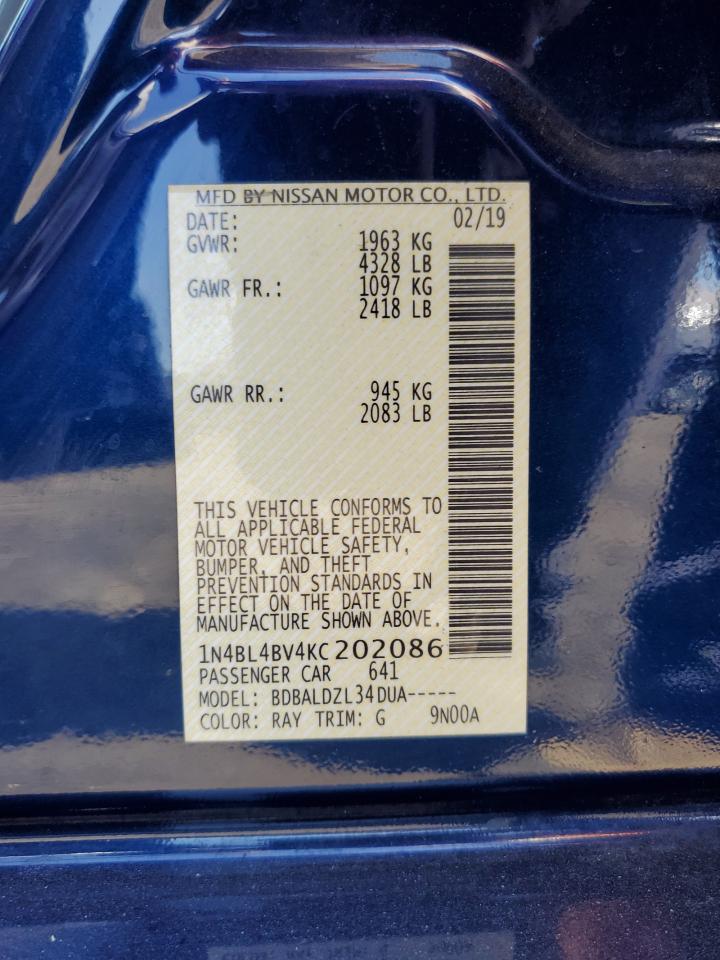 MFD BY NISSAN MOTOR CO., LTD.
DATE: 02/19
GVWR: 1963 KG
4328 LB
GAWR FR.: 1097 KG
2418 LB
GAWR RR.: 945 KG
2083 LB
THIS VEHICLE CONFORMS TO
ALL APPLICABLE FEDERAL
MOTOR VEHICLE SAFETY,
BUMPER, AND THEFT
PREVENTION STANDARDS IN
EFFECT ON THE DATE OF
MANUFACTURE SHOWN ABOVE.
1N4BL4BV4KC202086
PASSENGER CAR 641
MODEL: BDBALDZL34DUA-----
COLOR: RAY TRIM: G 9N00A